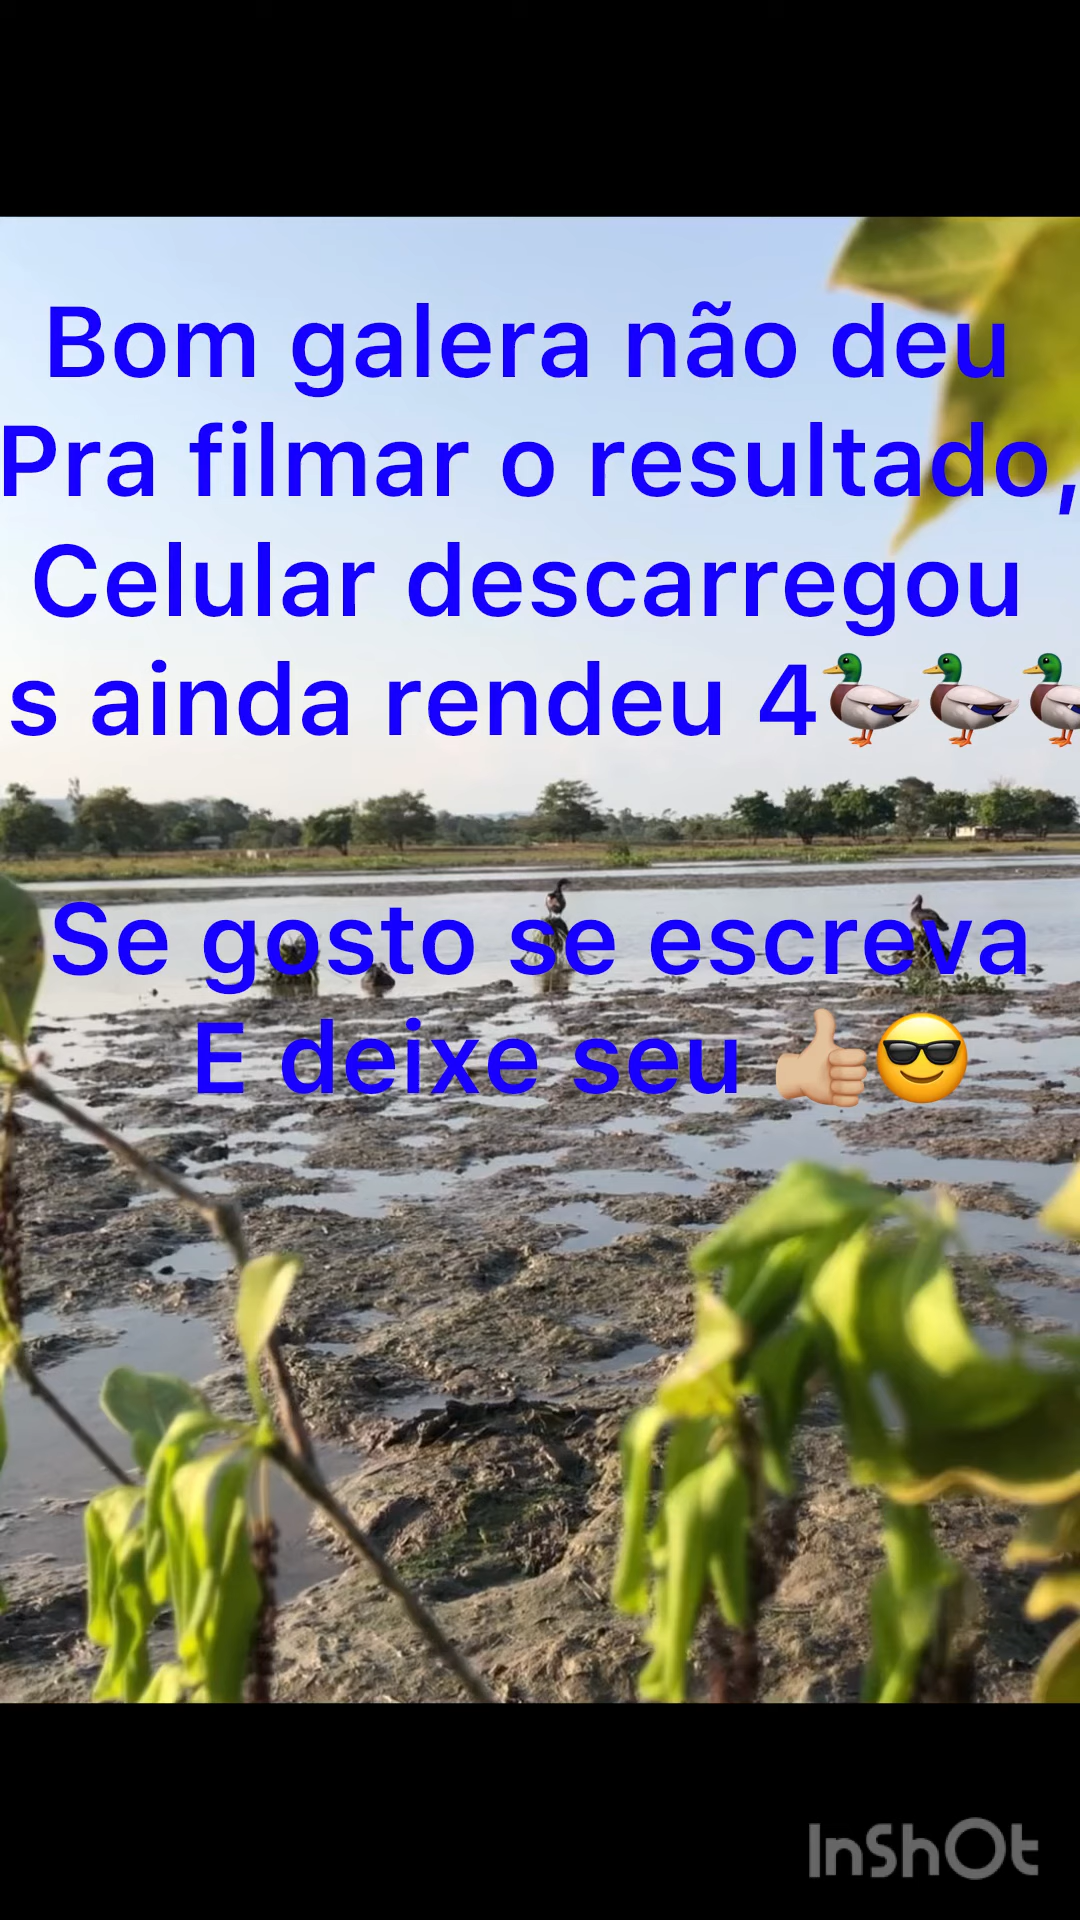 Bom galera não deu
Pra filmar o resultado,
Celular descarregou
s ainda rendeu 4🦆🦆🦆
Se gosto se escreva
E deixe seu 👍🏼😎
InShOt